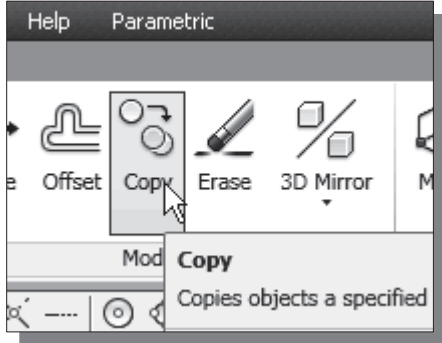 Help Parametric
Offset Copy Erase 3D Mirror
Copy
Copies objects a specified